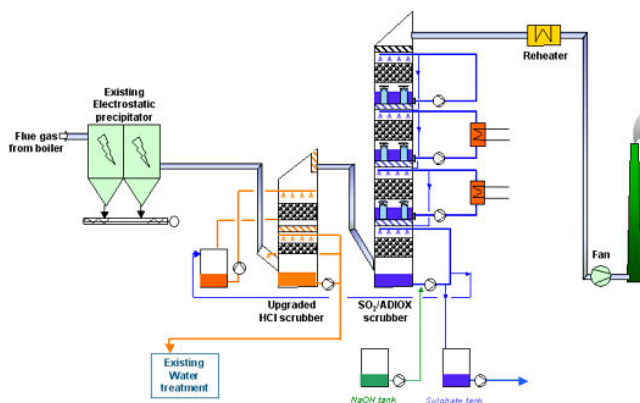 Existing
Electrostatic
precipitator
Flue gas
from boiler
Reheater
Fan
Upgraded
HCl scrubber
SO₂/ADIOX
scrubber
Existing
Water
treatment
NaOH tank
Sulphate tank